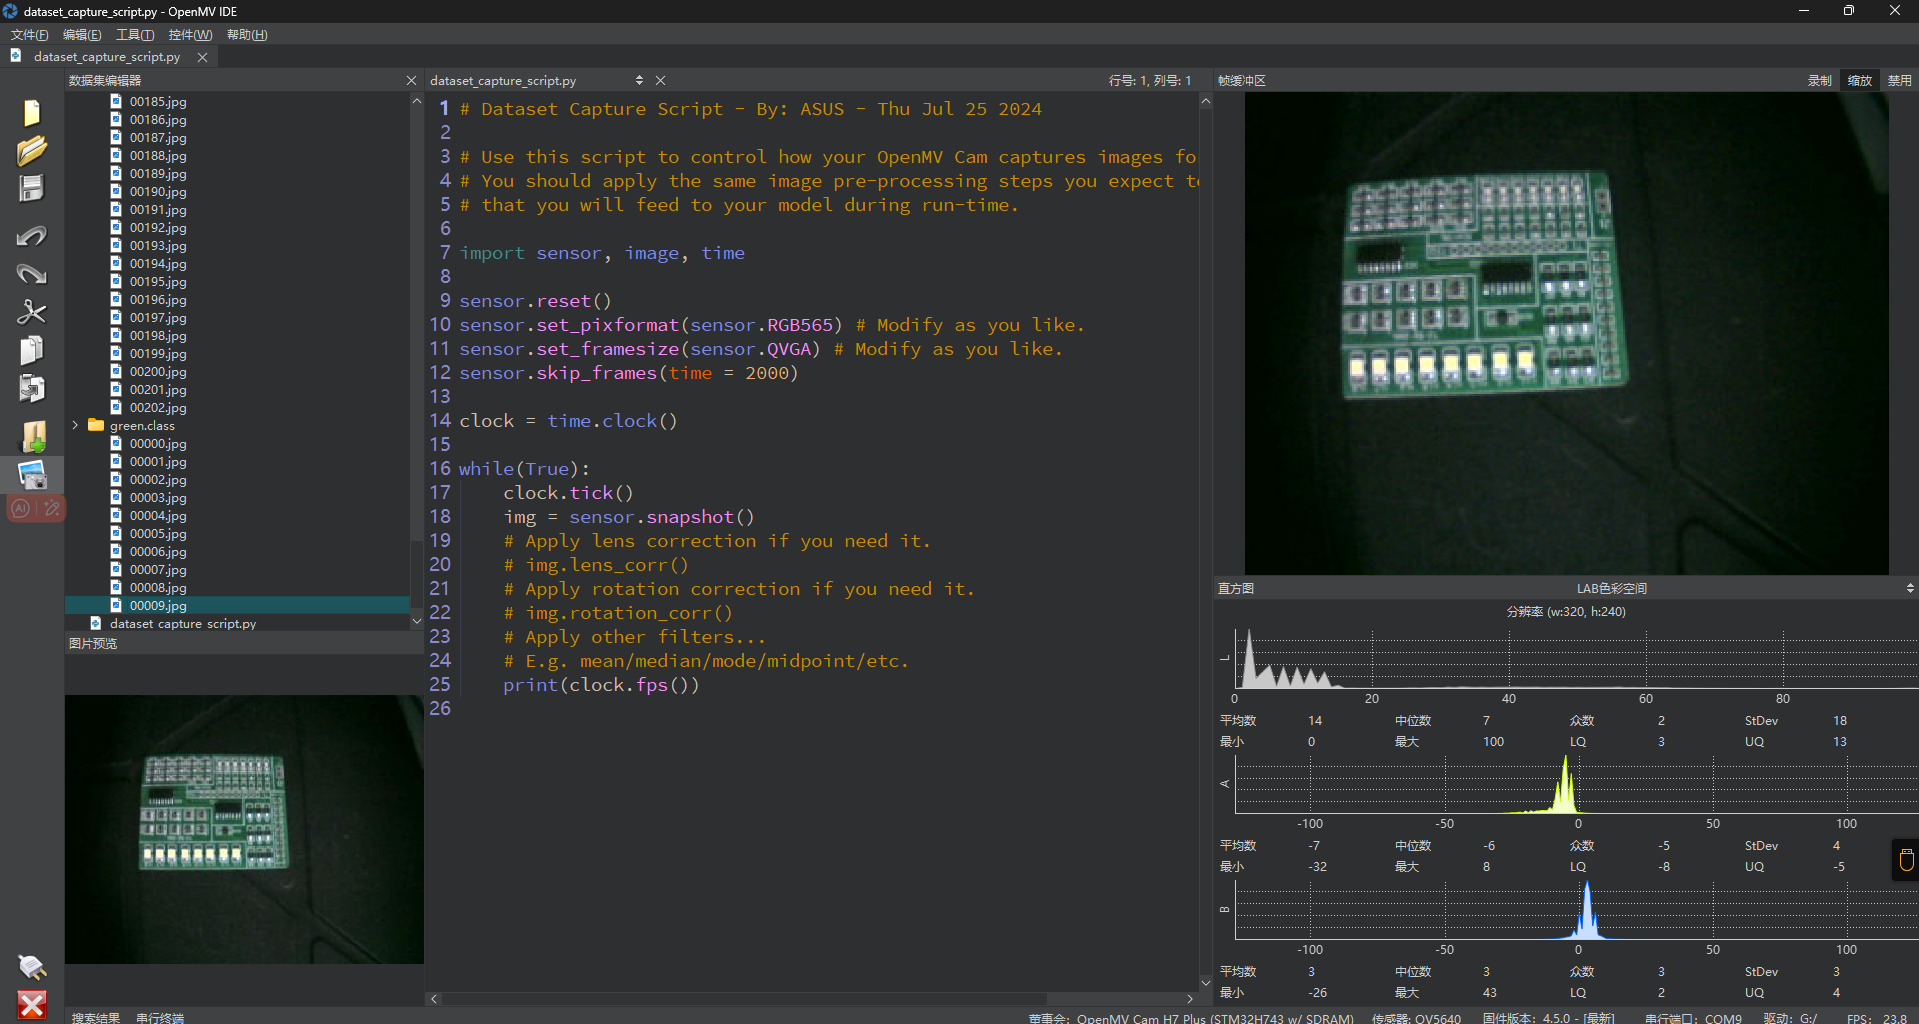 dataset_capture_script.py - OpenMV IDE
文件(F) 编辑(E) 工具(T) 控件(W) 帮助(H)
dataset_capture_script.py
数据集编辑器
00185.jpg
00186.jpg
00187.jpg
00188.jpg
00189.jpg
00190.jpg
00191.jpg
00192.jpg
00193.jpg
00194.jpg
00195.jpg
00196.jpg
00197.jpg
00198.jpg
00199.jpg
00200.jpg
00201.jpg
00202.jpg
green.class
00000.jpg
00001.jpg
00002.jpg
00003.jpg
00004.jpg
00005.jpg
00006.jpg
00007.jpg
00008.jpg
00009.jpg
dataset_capture_script.py
AI
图片预览
dataset_capture_script.py 行号: 1, 列号: 1
1 # Dataset Capture Script - By: ASUS - Thu Jul 25 2024
2
3 # Use this script to control how your OpenMV Cam captures images fo
4 # You should apply the same image pre-processing steps you expect to
5 # that you will feed to your model during run-time.
6
7 import sensor, image, time
8
9 sensor.reset()
10 sensor.set_pixformat(sensor.RGB565) # Modify as you like.
11 sensor.set_framesize(sensor.QVGA) # Modify as you like.
12 sensor.skip_frames(time = 2000)
13
14 clock = time.clock()
15
16 while(True):
17     clock.tick()
18     img = sensor.snapshot()
19     # Apply lens correction if you need it.
20     # img.lens_corr()
21     # Apply rotation correction if you need it.
22     # img.rotation_corr()
23     # Apply other filters...
24     # E.g. mean/median/mode/midpoint/etc.
25     print(clock.fps())
26
帧缓冲区 录制 缩放 禁用
直方图 LAB色彩空间
分辨率 (w:320, h:240)
L
0 20 40 60 80
平均数 14 中位数 7 众数 2 StDev 18
最小 0 最大 100 LQ 3 UQ 13
A
-100 -50 0 50 100
平均数 -7 中位数 -6 众数 -5 StDev 4
最小 -32 最大 8 LQ -8 UQ -5
B
-100 -50 0 50 100
平均数 3 中位数 3 众数 3 StDev 3
最小 -26 最大 43 LQ 2 UQ 4
搜索结果 串行终端 董事会: OpenMV Cam H7 Plus (STM32H743 w/ SDRAM) 传感器: OV5640 固件版本: 4.5.0 - [最新] 串行端口: COM9 驱动: G:/ FPS: 23.8